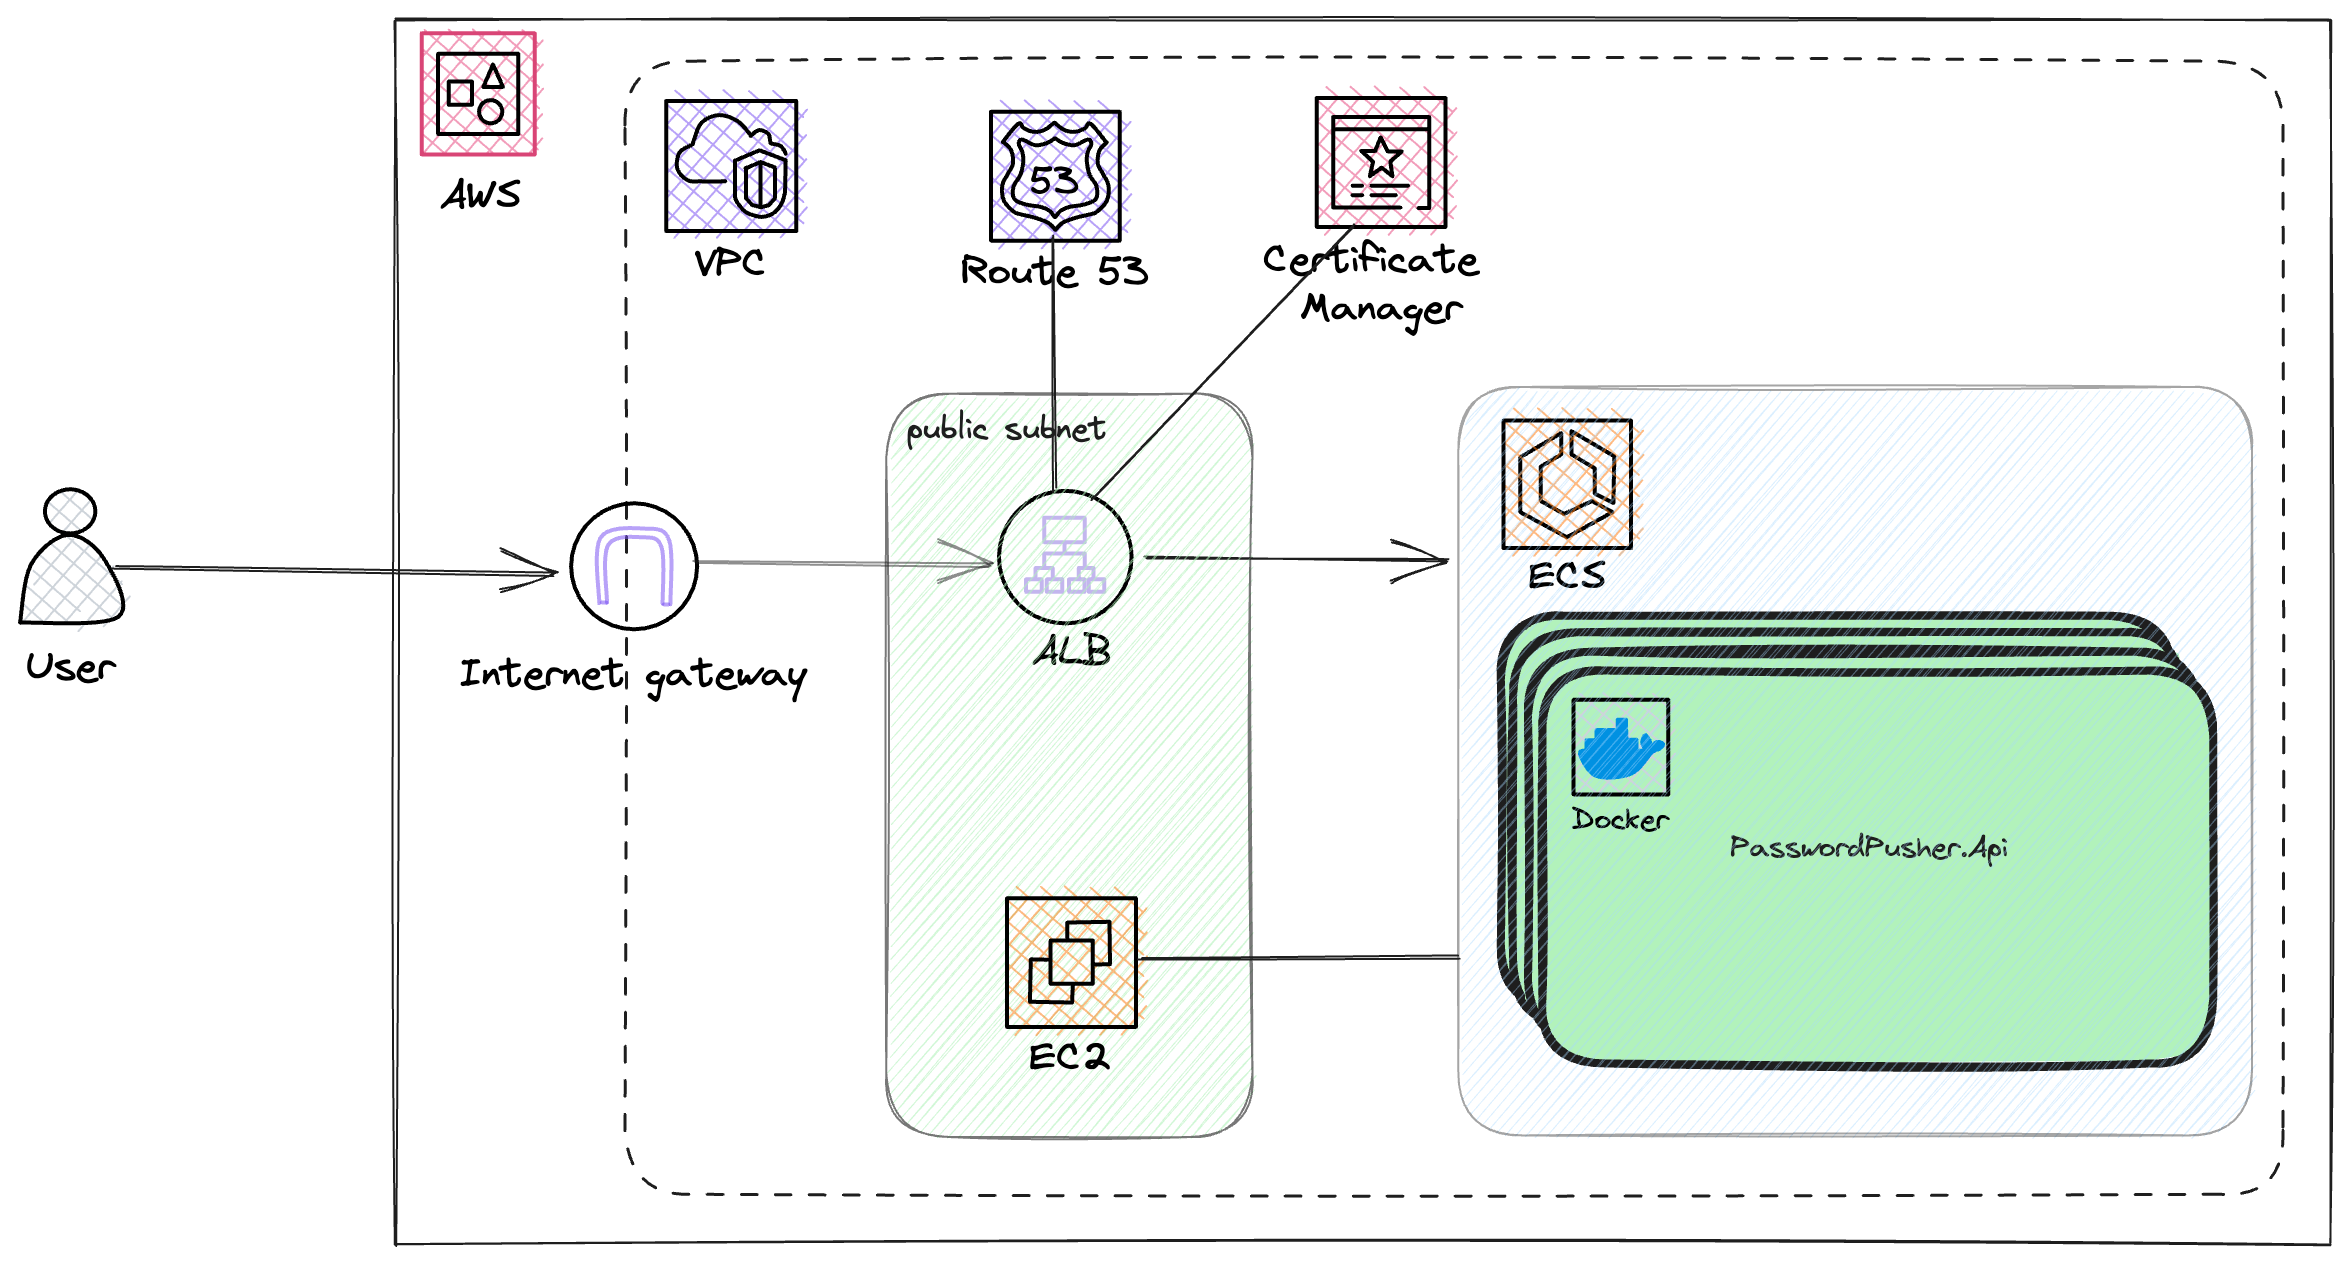 AWS
VPC
53
Route 53
Certificate
Manager
public subnet
User
Internet gateway
ALB
ECS
Docker
PasswordPusher.Api
EC2